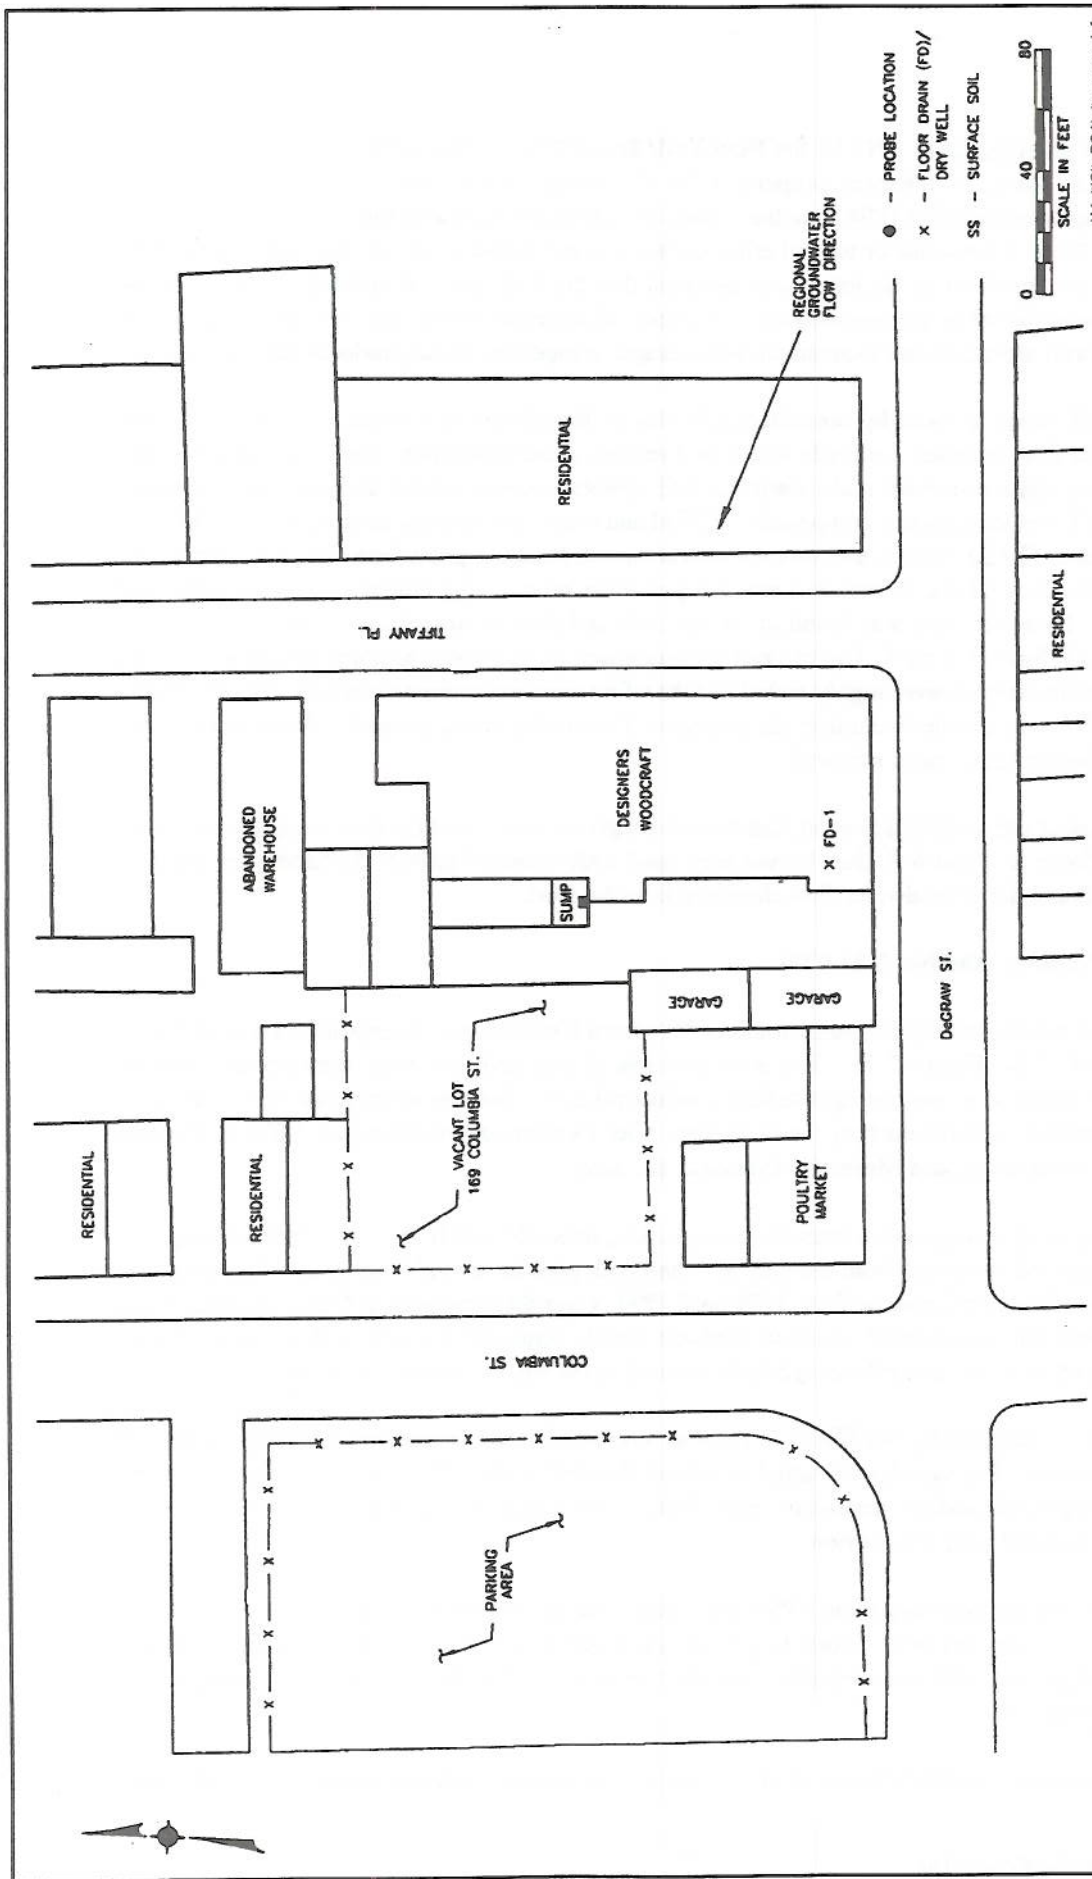 RESIDENTIAL
RESIDENTIAL
ABANDONED
WAREHOUSE
TIFFANY PL.
RESIDENTIAL
VACANT LOT
169 COLUMBIA ST.
SUMP
DESIGNERS
WOODCRAFT
X FD-1
GARAGE
GARAGE
POULTRY
MARKET
COLUMBIA ST.
PARKING
AREA
DeGRAW ST.
RESIDENTIAL
REGIONAL
GROUNDWATER
FLOW DIRECTION
● – PROBE LOCATION
X – FLOOR DRAIN (FD)/
DRY WELL
SS – SURFACE SOIL
0 40 80
SCALE IN FEET